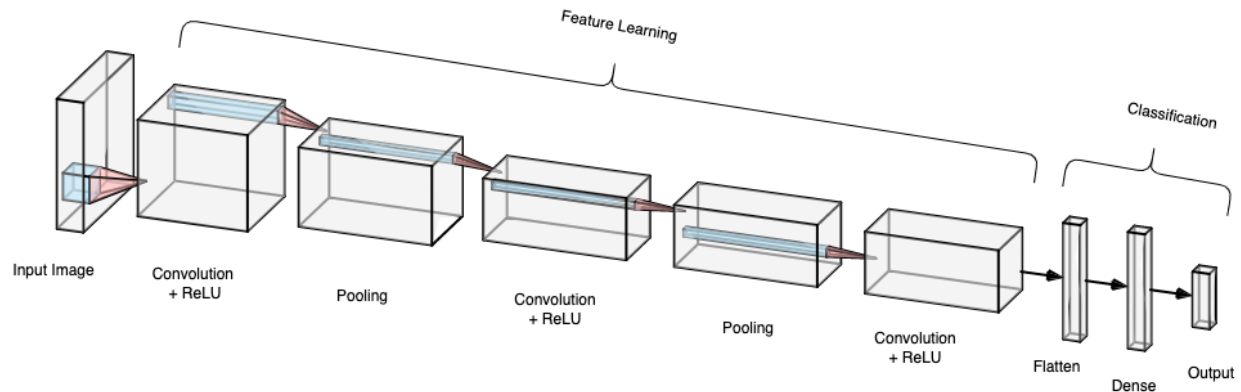 Feature Learning
Classification
Input Image
Convolution
+ ReLU
Pooling
Convolution
+ ReLU
Pooling
Convolution
+ ReLU
Flatten
Dense
Output